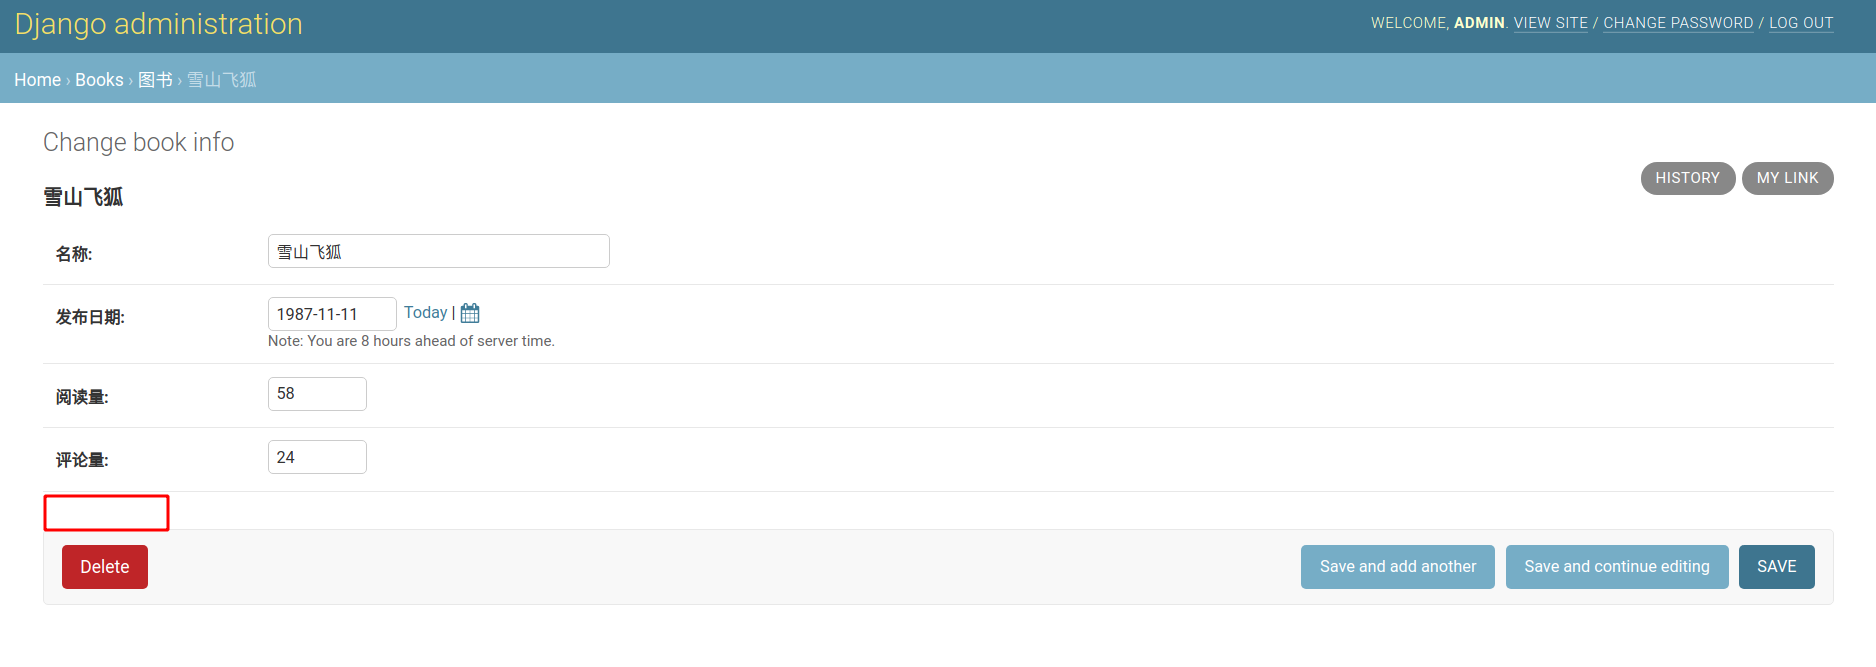 Django administration
WELCOME, ADMIN. VIEW SITE / CHANGE PASSWORD / LOG OUT
Home › Books › 图书 › 雪山飞狐
Change book info
HISTORY
MY LINK
雪山飞狐
名称:
雪山飞狐
发布日期:
1987-11-11
Today |
Note: You are 8 hours ahead of server time.
阅读量:
58
评论量:
24
Delete
Save and add another
Save and continue editing
SAVE